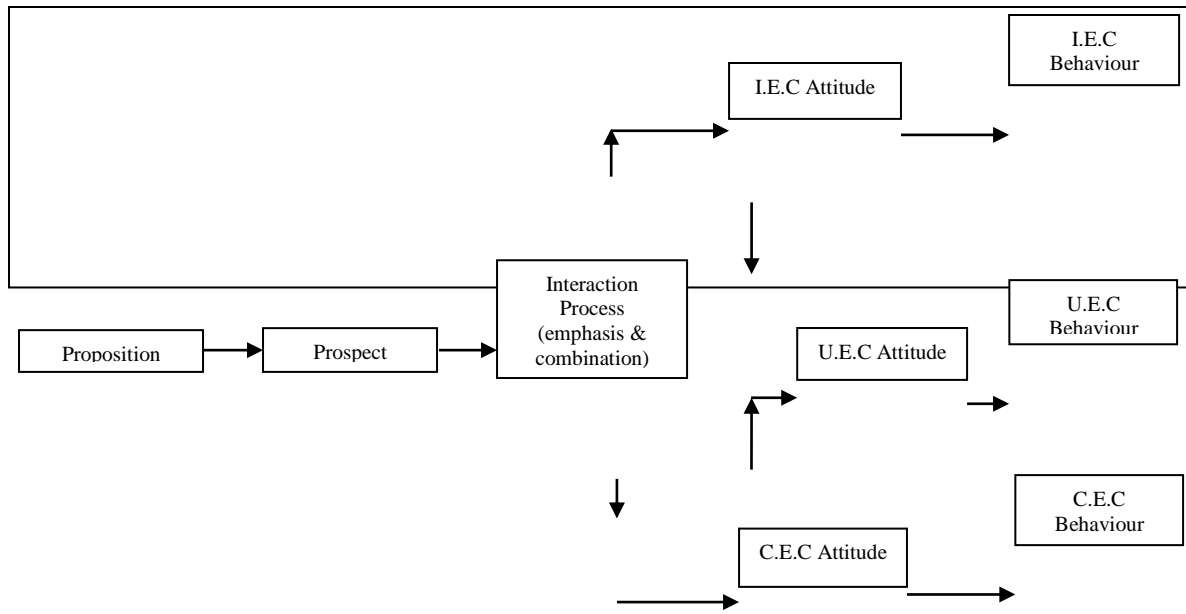 I.E.C
Behaviour
I.E.C Attitude
Interaction
Process
(emphasis &
combination)
Proposition
Prospect
U.E.C
Behaviour
U.E.C Attitude
C.E.C
Behaviour
C.E.C Attitude